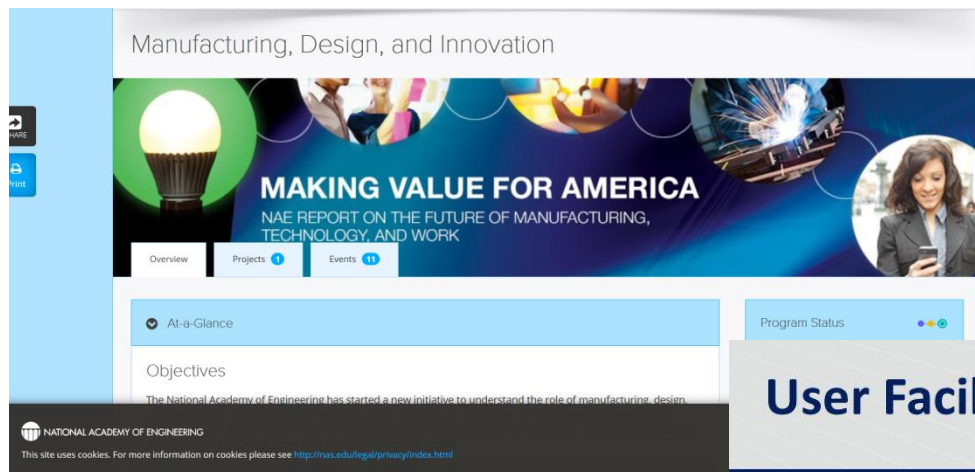 Manufacturing, Design, and Innovation
SHARE
Print
MAKING VALUE FOR AMERICA
NAE REPORT ON THE FUTURE OF MANUFACTURING,
TECHNOLOGY, AND WORK
Overview
Projects 1
Events 11
At-a-Glance
Program Status
Objectives
The National Academy of Engineering has started a new initiative to understand the role of manufacturing, design,
User Facil
NATIONAL ACADEMY OF ENGINEERING
This site uses cookies. For more information on cookies please see http://nas.edu/legal/privacy/index.html